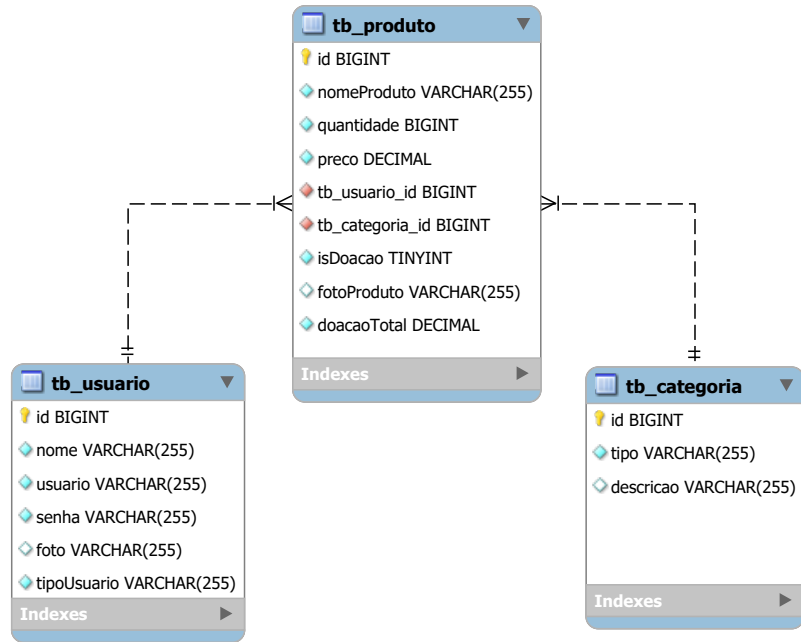 tb_produto
id BIGINT
nomeProduto VARCHAR(255)
quantidade BIGINT
preco DECIMAL
tb_usuario_id BIGINT
tb_categoria_id BIGINT
isDoacao TINYINT
fotoProduto VARCHAR(255)
doacaoTotal DECIMAL
Indexes
tb_usuario
id BIGINT
nome VARCHAR(255)
usuario VARCHAR(255)
senha VARCHAR(255)
foto VARCHAR(255)
tipoUsuario VARCHAR(255)
Indexes
tb_categoria
id BIGINT
tipo VARCHAR(255)
descricao VARCHAR(255)
Indexes